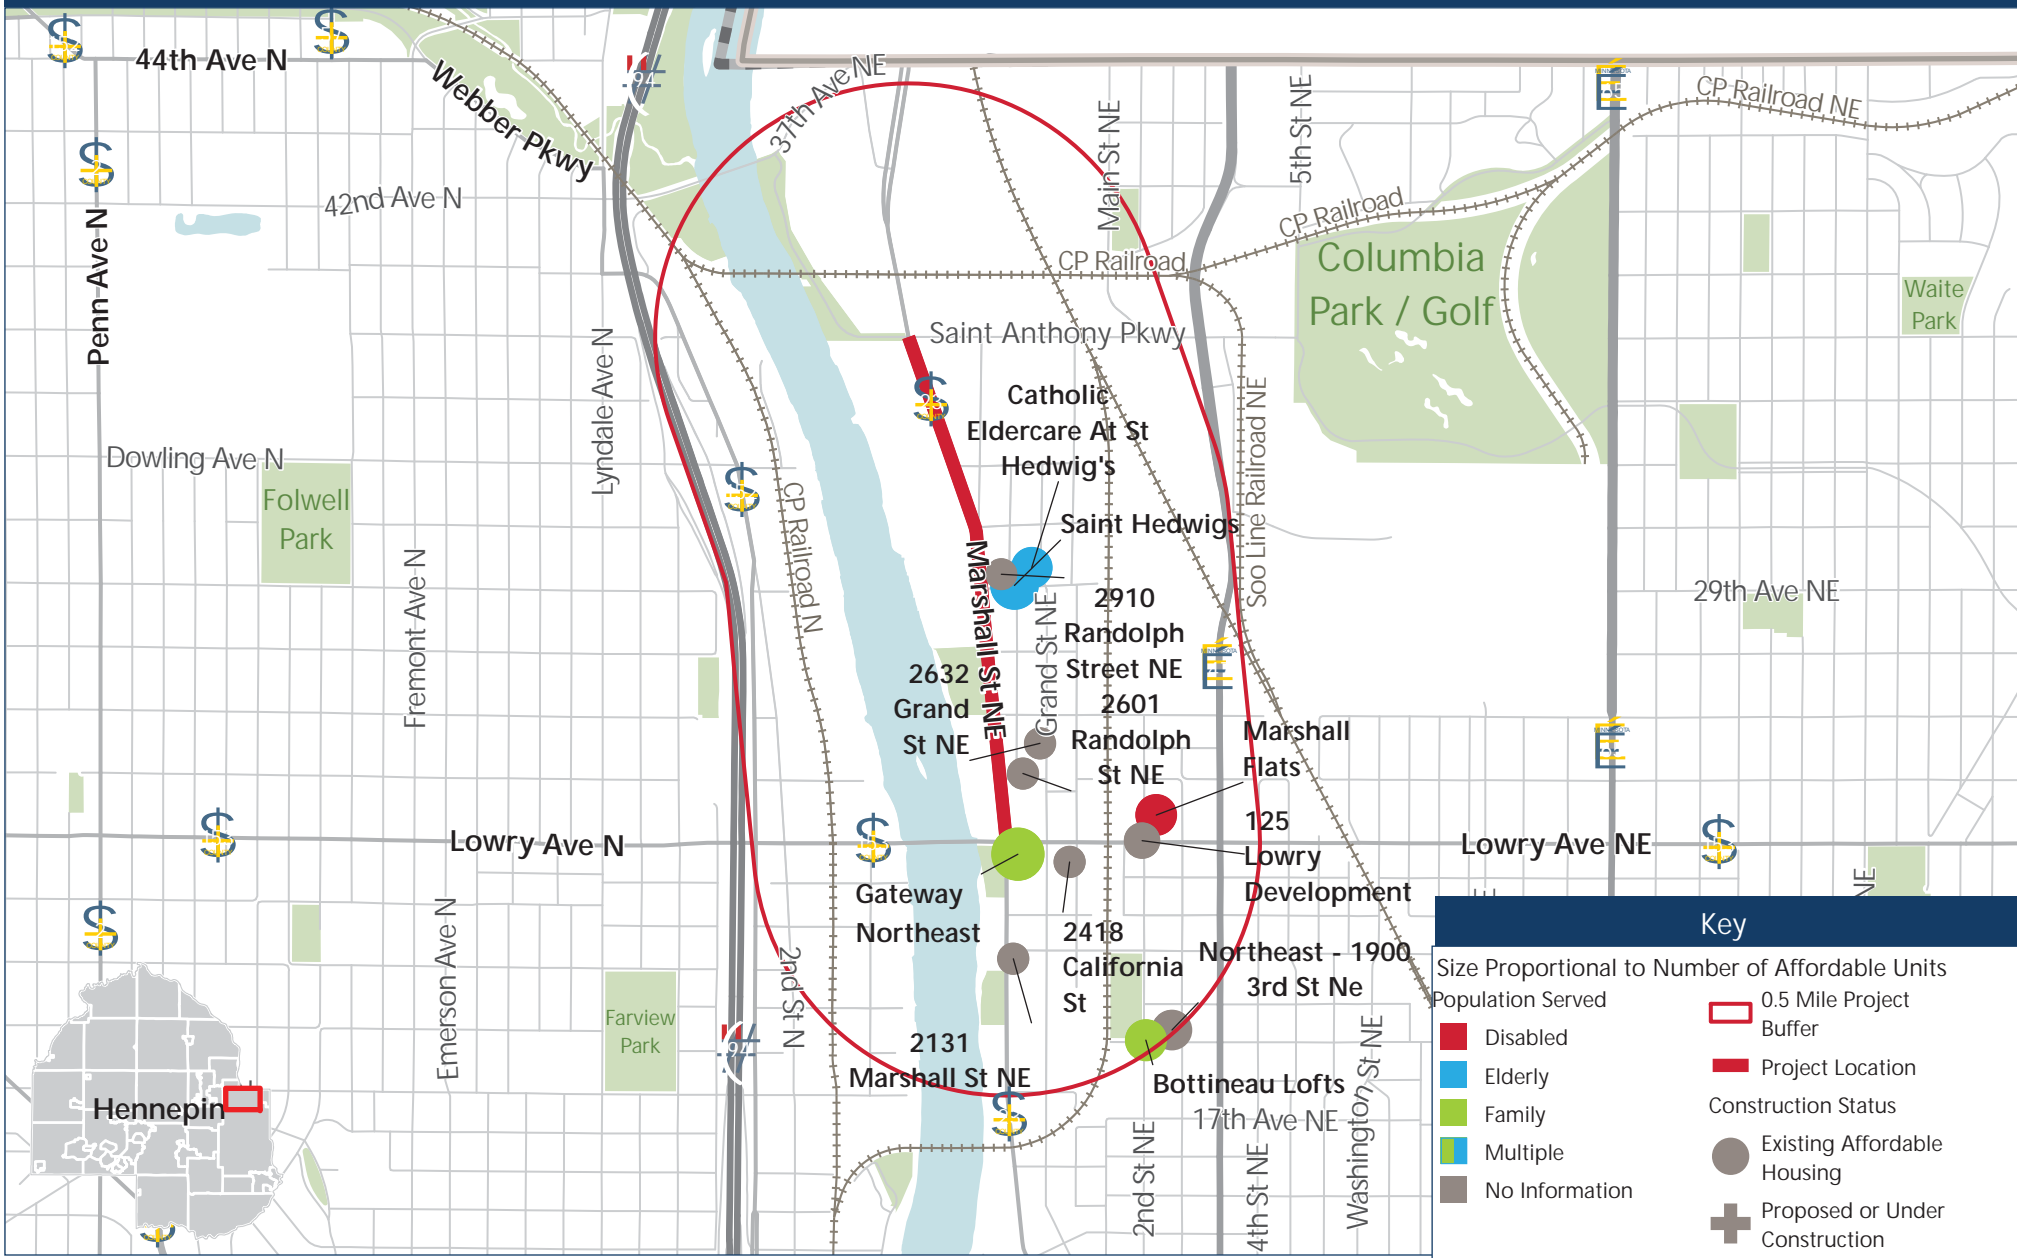 44th Ave N
Webber Pkwy
94
37th Ave NE
Main St NE
5th St NE
MINNESOTA
CP Railroad NE
42nd Ave N
Penn Ave N
CP Railroad
CP Railroad
Columbia
Park / Golf
Waite
Park
Saint Anthony Pkwy
Lyndale Ave N
Catholic
Eldercare At St
Hedwig's
Soo Line Railroad NE
Dowling Ave N
Folwell
Park
CP Railroad N
Saint Hedwigs
Marshall St NE
Fremont Ave N
Grand St NE
2910
Randolph
Street NE
29th Ave NE
MINNESOTA
2632
Grand
St NE
2601
Randolph
St NE
Marshall
Flats
MINNESOTA
125
Lowry
Development
Lowry Ave N
Lowry Ave NE
NE
Gateway
Northeast
2418
California
St
Northeast - 1900
3rd St Ne
Emerson Ave N
2nd St N
Farview
Park
94
2131
Marshall St NE
Bottineau Lofts
17th Ave NE
2nd St NE
4th St NE
Washington St NE
Hennepin
Key
Size Proportional to Number of Affordable Units
Population Served
Disabled
Elderly
Family
Multiple
No Information
0.5 Mile Project
Buffer
Project Location
Construction Status
Existing Affordable
Housing
Proposed or Under
Construction